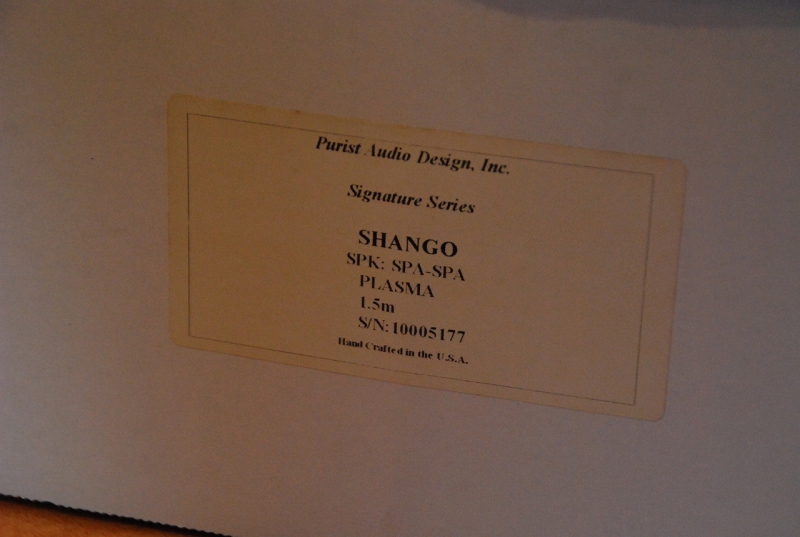 Purist Audio Design, Inc.
Signature Series
SHANGO
SPK: SPA-SPA
PLASMA
1.5m
S/N:10005177
Hand Crafted in the U.S.A.